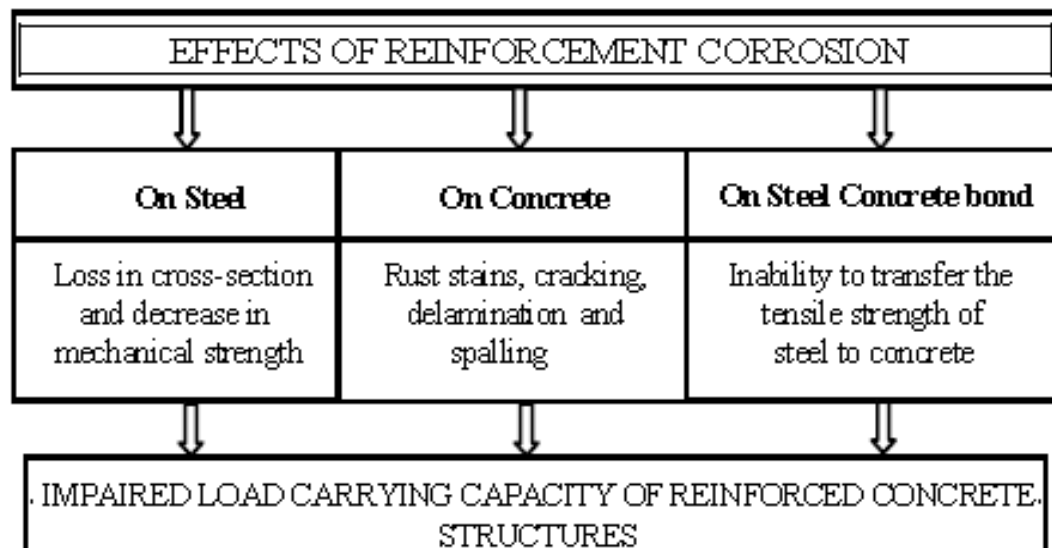 EFFECTS OF REINFORCEMENT CORROSION
On Steel
On Concrete
On Steel Concrete bond
Loss in cross-section
and decrease in
mechanical strength
Rust stains, cracking,
delamination and
spalling
Inability to transfer the
tensile strength of
steel to concrete
. IMPAIRED LOAD CARRYING CAPACITY OF REINFORCED CONCRETE.
STRUCTURES